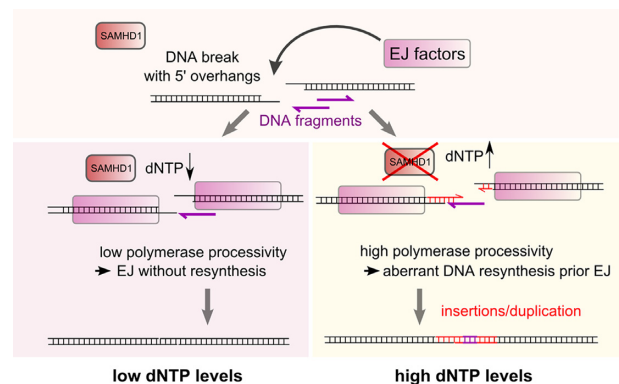 SAMHD1
DNA break
with 5' overhangs
EJ factors
DNA fragments
SAMHD1
dNTP
low polymerase processivity
EJ without resynthesis
low dNTP levels
SAMHD1
dNTP
high polymerase processivity
aberrant DNA resynthesis prior EJ
insertions/duplication
high dNTP levels